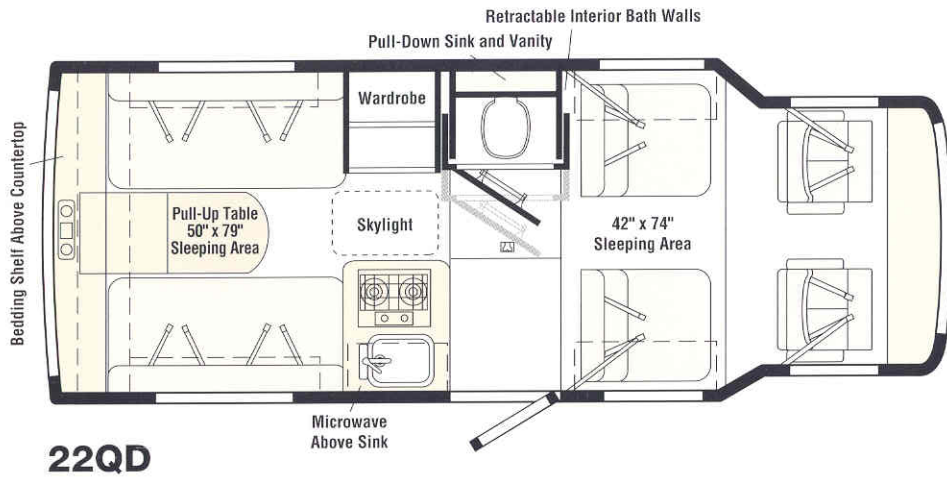 Retractable Interior Bath Walls
Pull-Down Sink and Vanity
Wardrobe
Bedding Shelf Above Countertop
Pull-Up Table
50" x 79"
Sleeping Area
Skylight
42" x 74"
Sleeping Area
Microwave
Above Sink
22QD